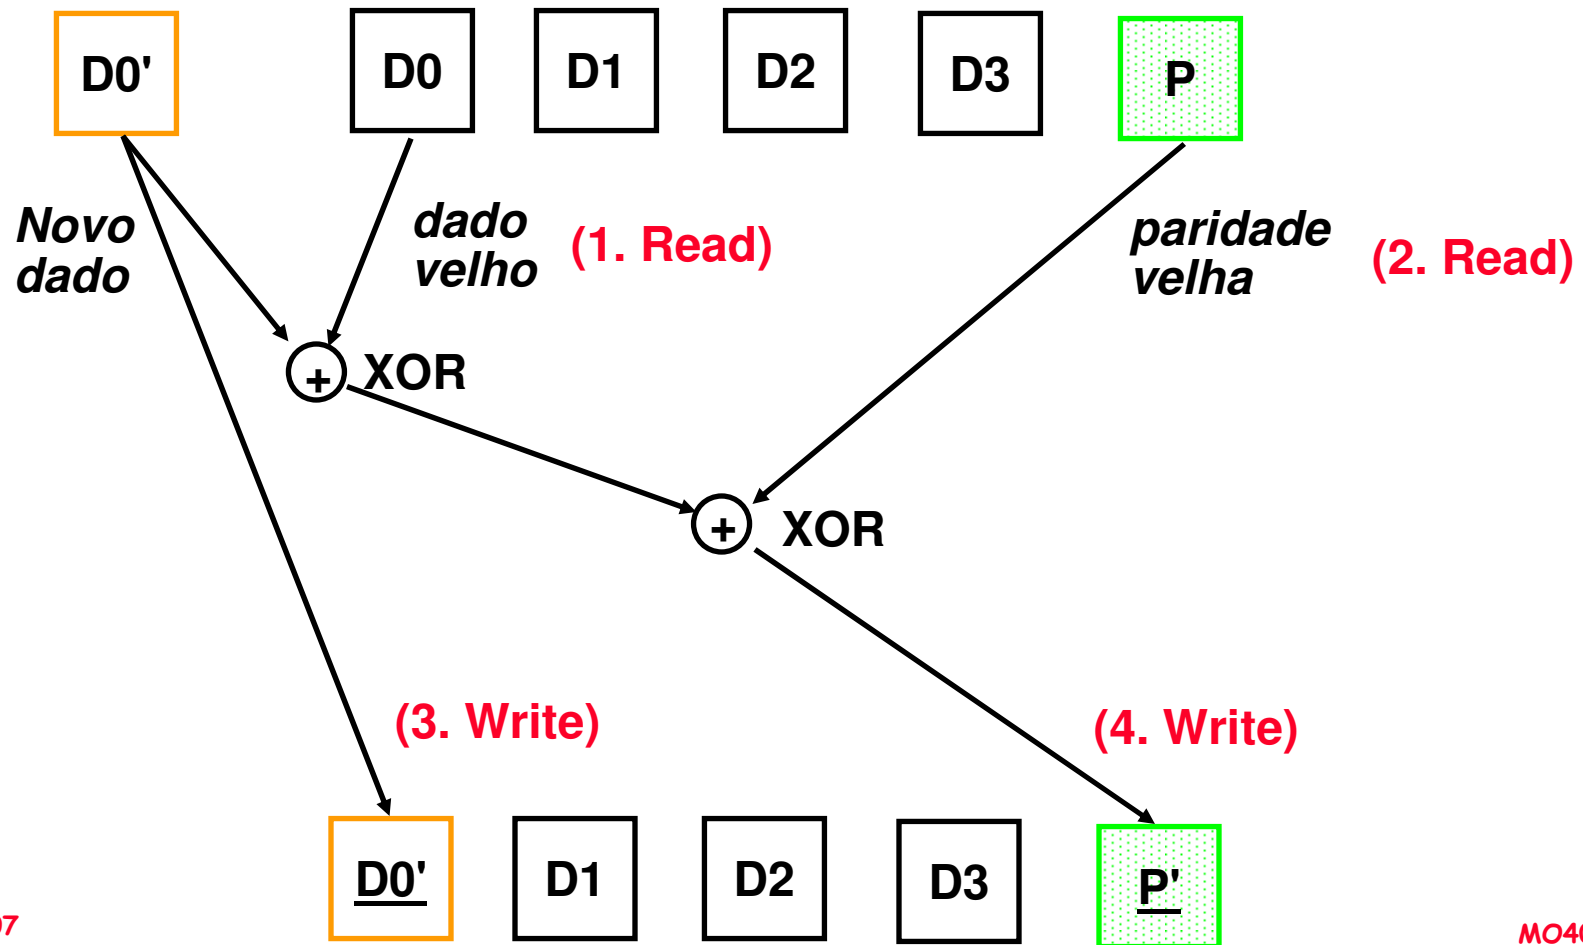 D0' D0 D1 D2 D3 P
Novo
dado
dado
velho
(1. Read)
paridade
velha
(2. Read)
+ XOR
+ XOR
(3. Write)
(4. Write)
D0' D1 D2 D3 P'